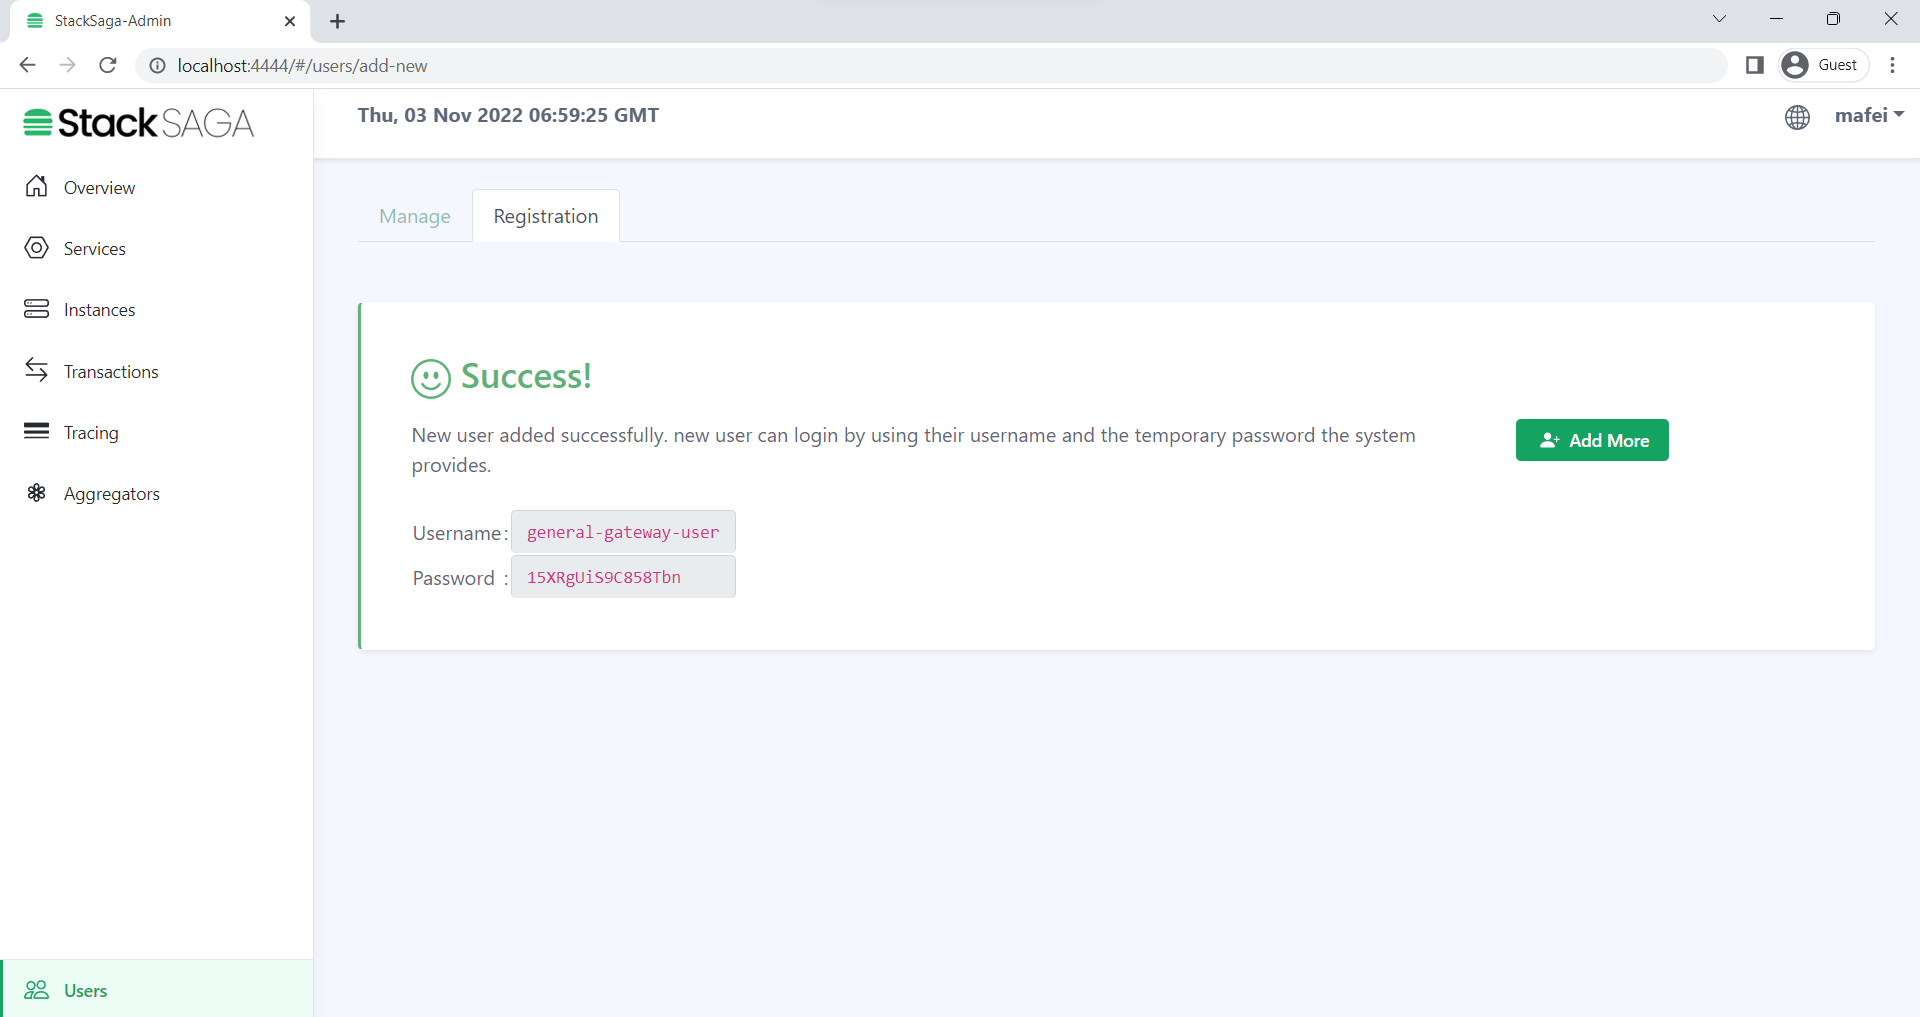 StackSaga-Admin
localhost:4444/#/users/add-new
Guest
StackSAGA
Thu, 03 Nov 2022 06:59:25 GMT
mafei
Overview
Services
Instances
Transactions
Tracing
Aggregators
Users
Manage
Registration
Success!
New user added successfully. new user can login by using their username and the temporary password the system
provides.
Add More
Username: general-gateway-user
Password : 15XRgUiS9C858Tbn